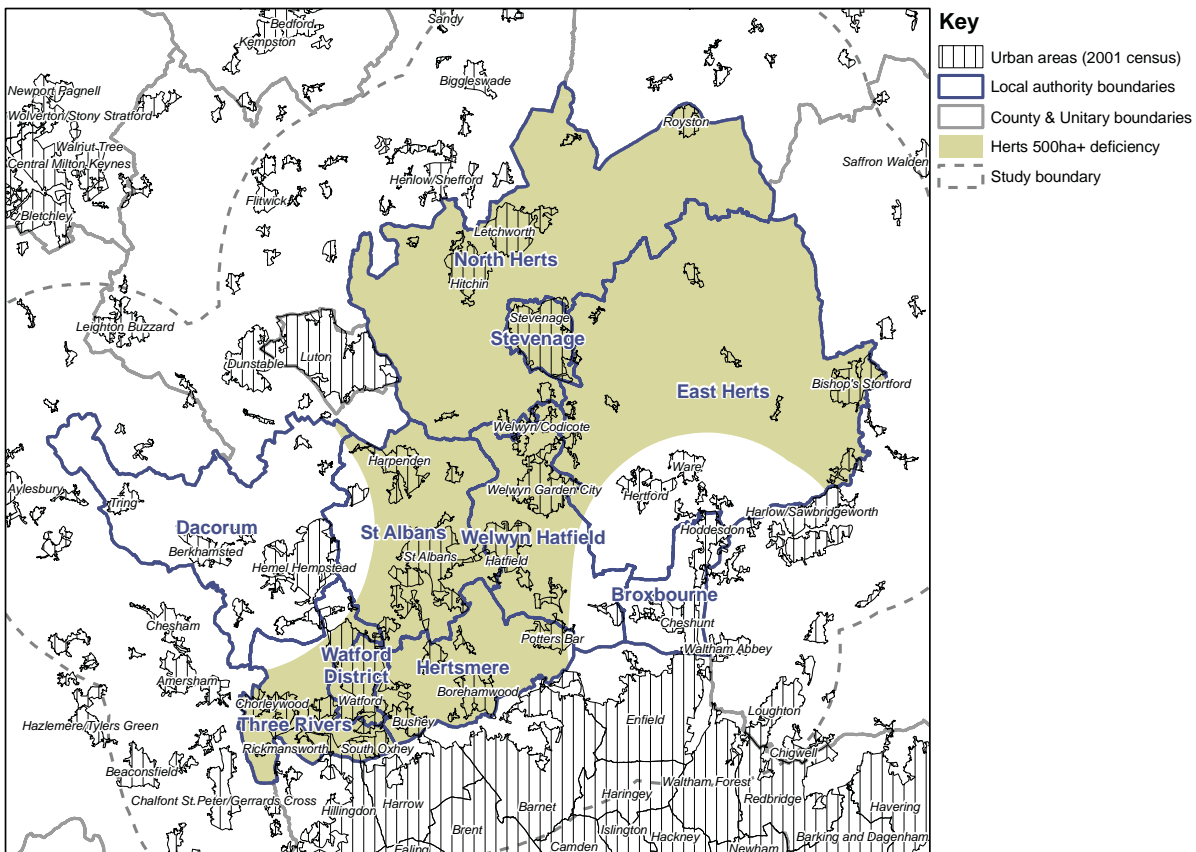 Key
Urban areas (2001 census)
Local authority boundaries
County & Unitary boundaries
Herts 500ha+ deficiency
Study boundary
Bedford
Sandy
Kempston
Biggleswade
Newport Pagnell
Wolverton/Stony Stratford
Royston
Walnut Tree
Central Milton Keynes
Saffron Walden
Henlow/Shefford
Flitwick
Bletchley
Letchworth
North Herts
Hitchin
Stevenage
Leighton Buzzard
Stevenage
Luton
Dunstable
Bishop's Stortford
East Herts
Welwyn/Codicote
Harpenden
Ware
Aylesbury
Welwyn Garden City
Hertford
Tring
Harlow/Sawbridgeworth
Dacorum
St Albans
Welwyn Hatfield
Hoddesdon
Berkhamsted
St Albans
Hatfield
Hemel Hempstead
Broxbourne
Chesham
Cheshunt
Potters Bar
Waltham Abbey
Watford
District
Hertsmere
Amersham
Borehamwood
Chorleywood
Watford
Loughton
Hazlemere/Tylers Green
Three Rivers
Bushey
Enfield
Rickmansworth
South Oxhey
Chigwell
Beaconsfield
Waltham Forest
Chalfont St.Peter/Gerrards Cross
Hillingdon
Harrow
Barnet
Haringey
Redbridge
Havering
Brent
Islington
Hackney
Barking and Dagenham
Ealing
Camden
Newham